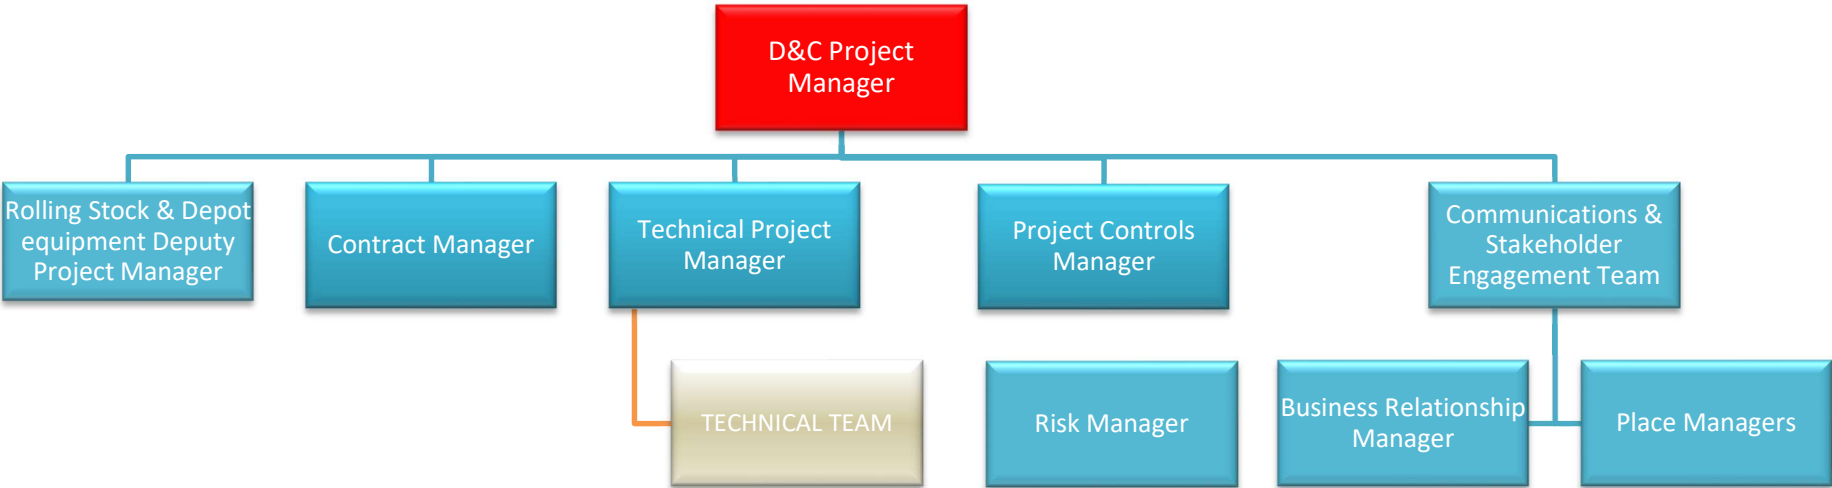 D&C Project
Manager
Rolling Stock & Depot
equipment Deputy
Project Manager
Contract Manager
Technical Project
Manager
Project Controls
Manager
Communications &
Stakeholder
Engagement Team
TECHNICAL TEAM
Risk Manager
Business Relationship
Manager
Place Managers